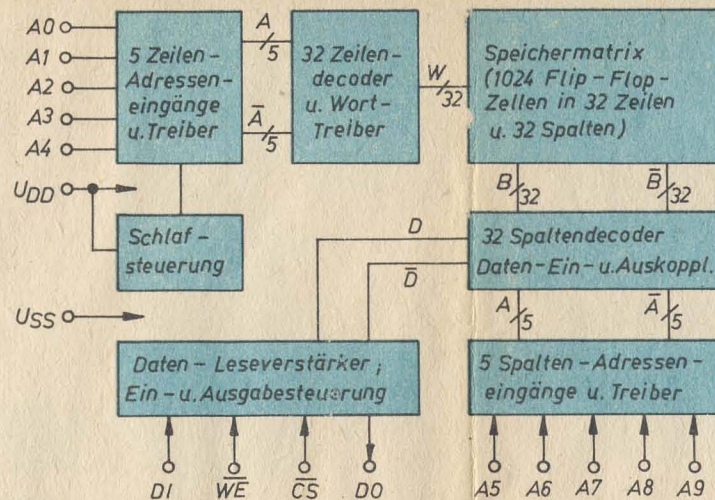 A0
A1
A2
A3
A4
5 Zeilen-
Adressen-
eingänge
u. Treiber
A
5
A̅
5
32 Zeilen-
decoder
u. Wort-
Treiber
W
32
Speichermatrix
(1024 Flip-Flop-
Zellen in 32 Zeilen
u. 32 Spalten)
UDD
Schlaf-
steuerung
USS
B
32
B̅
32
D
D̅
32 Spaltendecoder
Daten-Ein-u.Auskoppl.
A
5
A̅
5
Daten-Leseverstärker;
Ein-u.Ausgabesteuerung
5 Spalten-Adressen-
eingänge u. Treiber
DI
W̅E̅
C̅S̅
DO
A5
A6
A7
A8
A9